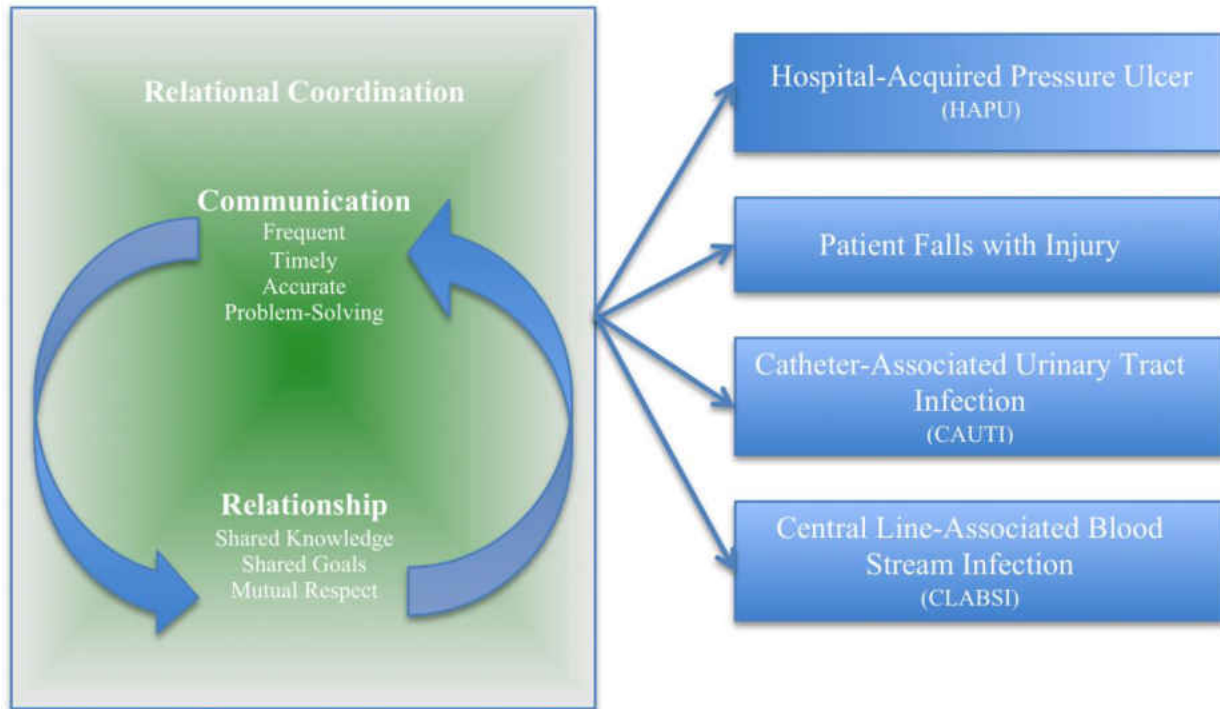 Relational Coordination
Communication
Frequent
Timely
Accurate
Problem-Solving
Relationship
Shared Knowledge
Shared Goals
Mutual Respect
Hospital-Acquired Pressure Ulcer
(HAPU)
Patient Falls with Injury
Catheter-Associated Urinary Tract
Infection
(CAUTI)
Central Line-Associated Blood
Stream Infection
(CLABSI)